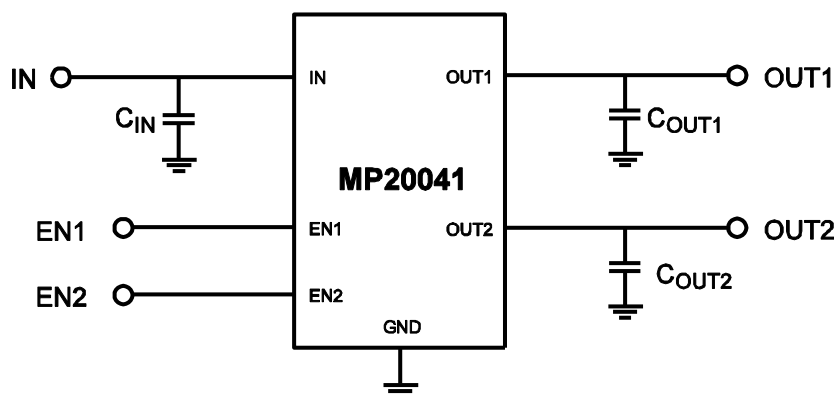 IN
IN
OUT1
OUT1
CIN
COUT1
MP20041
EN1
EN1
OUT2
OUT2
COUT2
EN2
EN2
GND